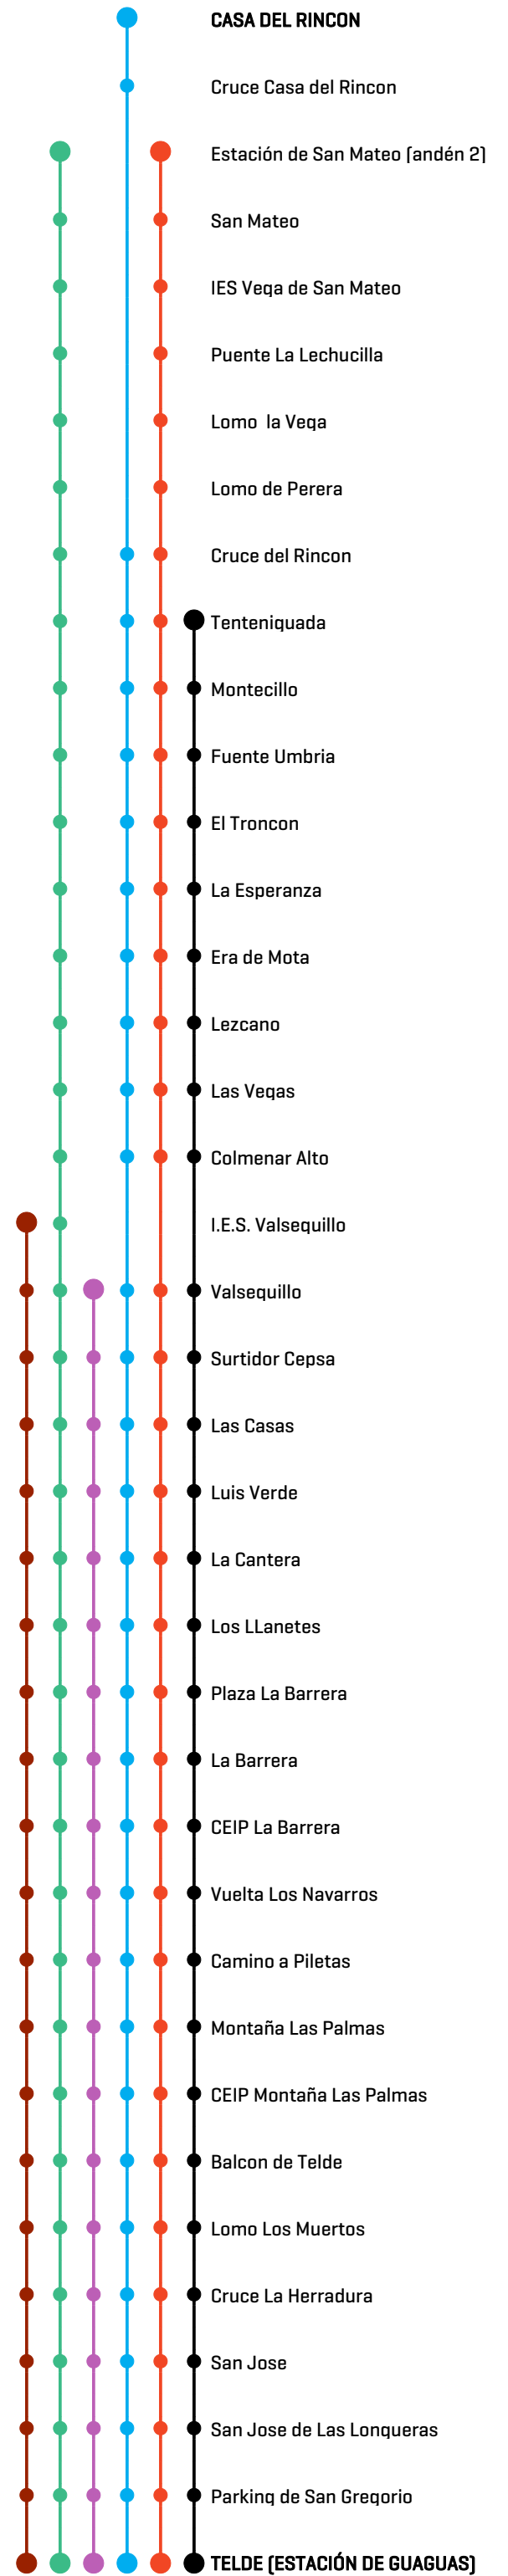 CASA DEL RINCON
Cruce Casa del Rincon
Estación de San Mateo (andén 2)
San Mateo
IES Vega de San Mateo
Puente La Lechucilla
Lomo la Vega
Lomo de Perera
Cruce del Rincon
Tenteniguada
Montecillo
Fuente Umbria
El Troncon
La Esperanza
Era de Mota
Lezcano
Las Vegas
Colmenar Alto
I.E.S. Valsequillo
Valsequillo
Surtidor Cepsa
Las Casas
Luis Verde
La Cantera
Los LLanetes
Plaza La Barrera
La Barrera
CEIP La Barrera
Vuelta Los Navarros
Camino a Piletas
Montaña Las Palmas
CEIP Montaña Las Palmas
Balcon de Telde
Lomo Los Muertos
Cruce La Herradura
San Jose
San Jose de Las Longueras
Parking de San Gregorio
TELDE (ESTACIÓN DE GUAGUAS)